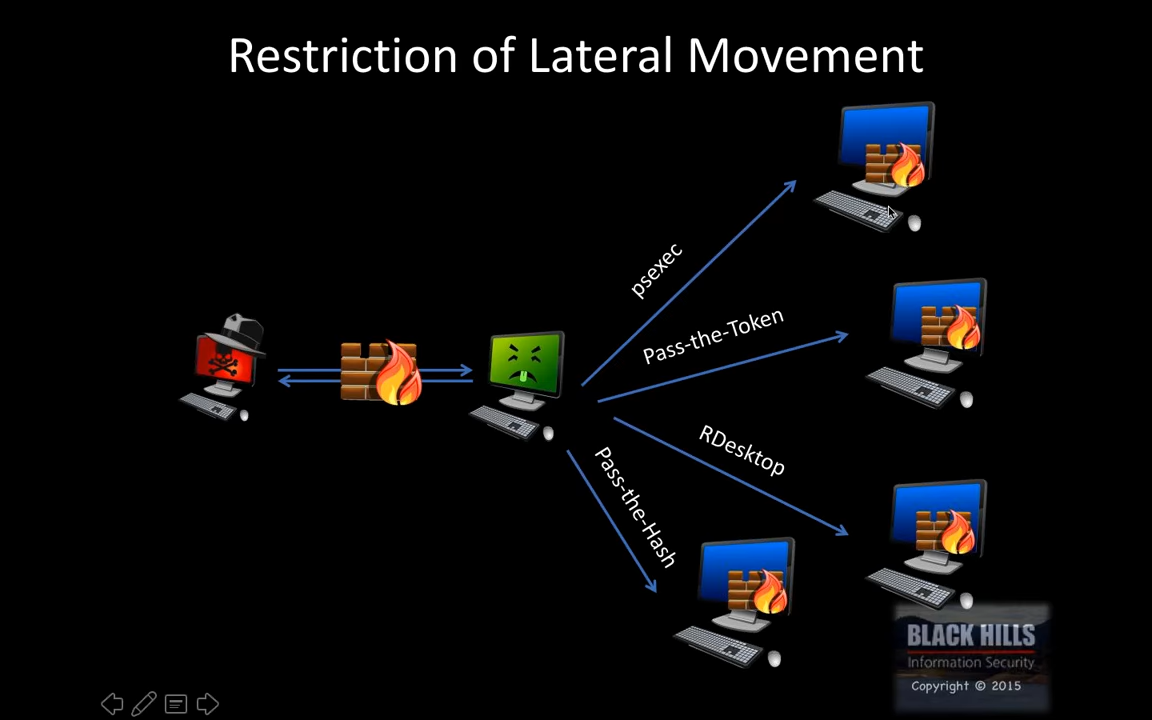 Restriction of Lateral Movement
psexec
Pass-the-Token
RDesktop
Pass-the-Hash
BLACK HILLS
Information Security
Copyright © 2015